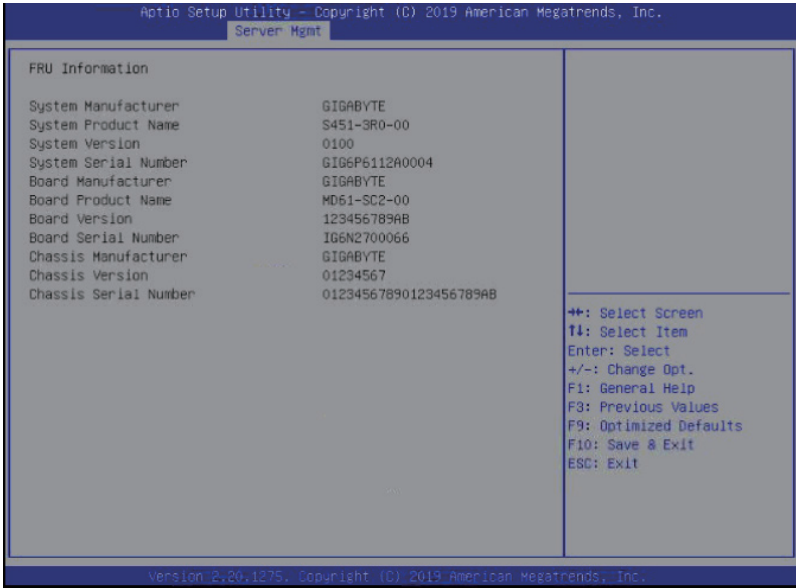 Aptio Setup Utility - Copyright (C) 2019 American Megatrends, Inc.
Server Mgmt
FRU Information
System Manufacturer GIGABYTE
System Product Name S451-3R0-00
System Version 0100
System Serial Number GIG6P6112A0004
Board Manufacturer GIGABYTE
Board Product Name MD61-SC2-00
Board Version 123456789AB
Board Serial Number IG6N2700066
Chassis Manufacturer GIGABYTE
Chassis Version 01234567
Chassis Serial Number 01234567890123456789AB
→←: Select Screen
↑↓: Select Item
Enter: Select
+/-: Change Opt.
F1: General Help
F3: Previous Values
F9: Optimized Defaults
F10: Save & Exit
ESC: Exit
Version 2.20.1275. Copyright (C) 2019 American Megatrends, Inc.